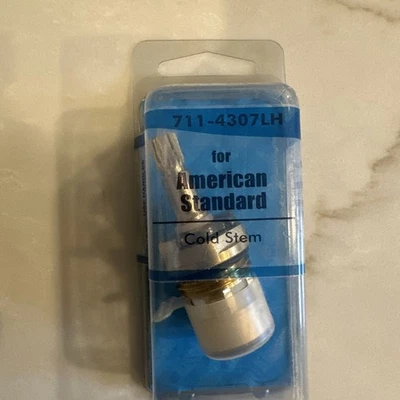 711-4307LH
for
American
Standard
Cold Stem